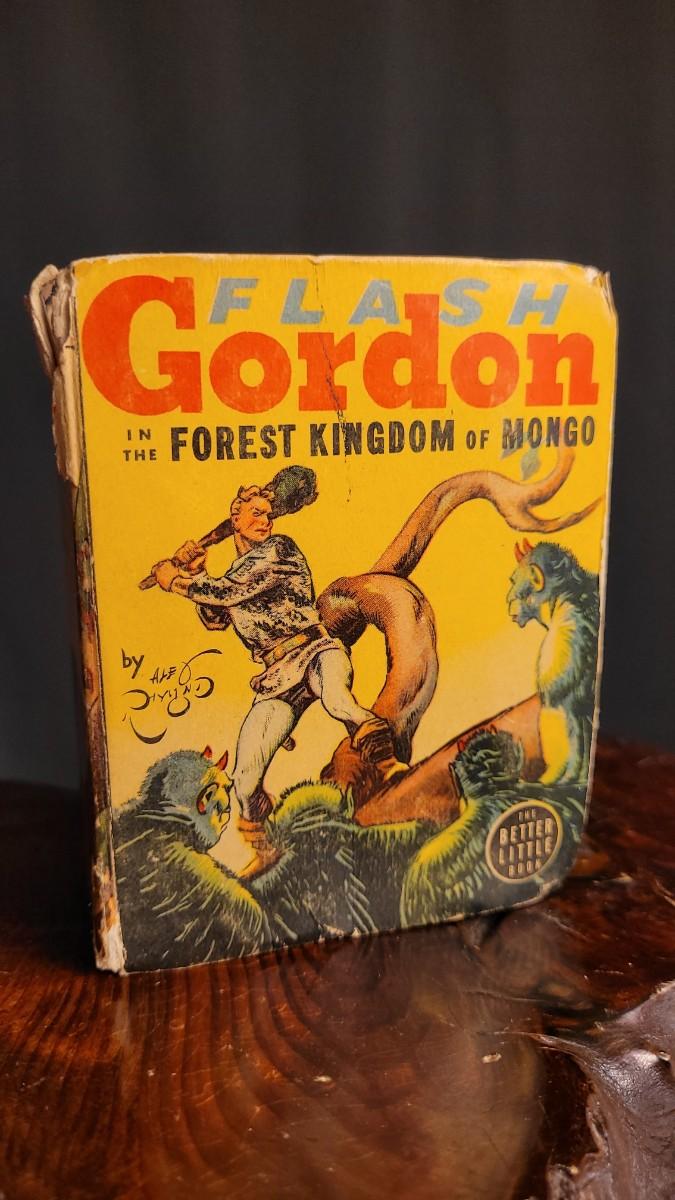 FLASH
Gordon
IN THE FOREST KINGDOM OF MONGO
by ALEX
RAYMOND
THE
BETTER
LITTLE
BOOK